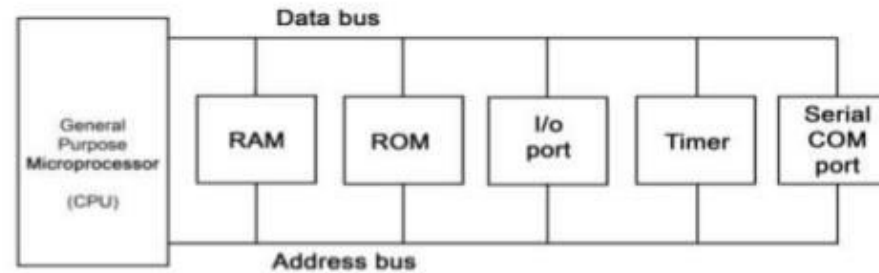 Data bus
General
Purpose
Microprocessor
(CPU)
RAM
ROM
I/o
port
Timer
Serial
COM
port
Address bus